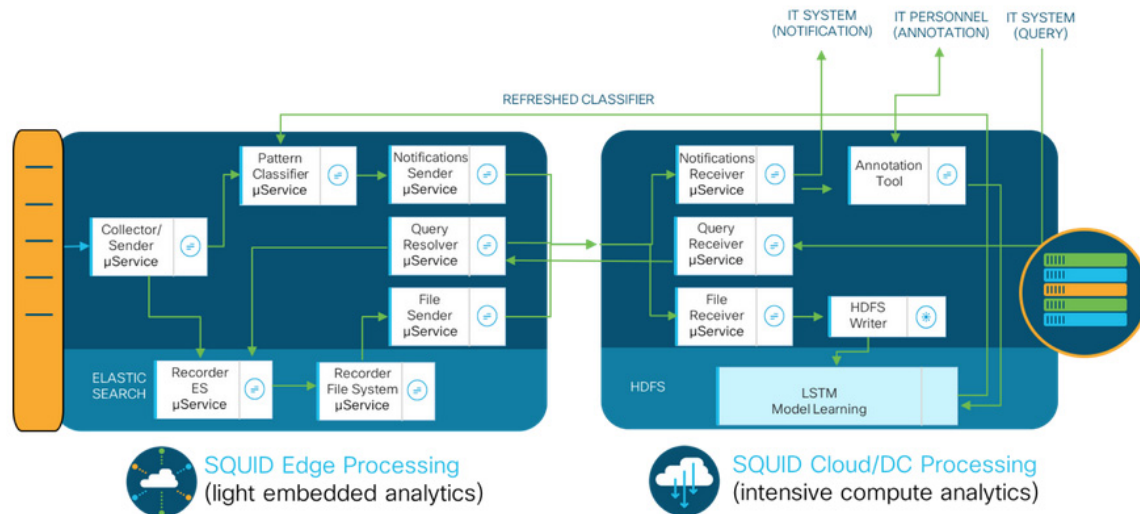 IT SYSTEM
(NOTIFICATION)
IT PERSONNEL
(ANNOTATION)
IT SYSTEM
(QUERY)
REFRESHED CLASSIFIER
Pattern
Classifier
µService
Notifications
Sender
µService
Collector/
Sender
µService
Query
Resolver
µService
File
Sender
µService
ELASTIC
SEARCH
Recorder
ES
µService
Recorder
File System
µService
Notifications
Receiver
µService
Annotation
Tool
Query
Receiver
µService
File
Receiver
µService
HDFS
Writer
HDFS
LSTM
Model Learning
SQUID Edge Processing
(light embedded analytics)
SQUID Cloud/DC Processing
(intensive compute analytics)